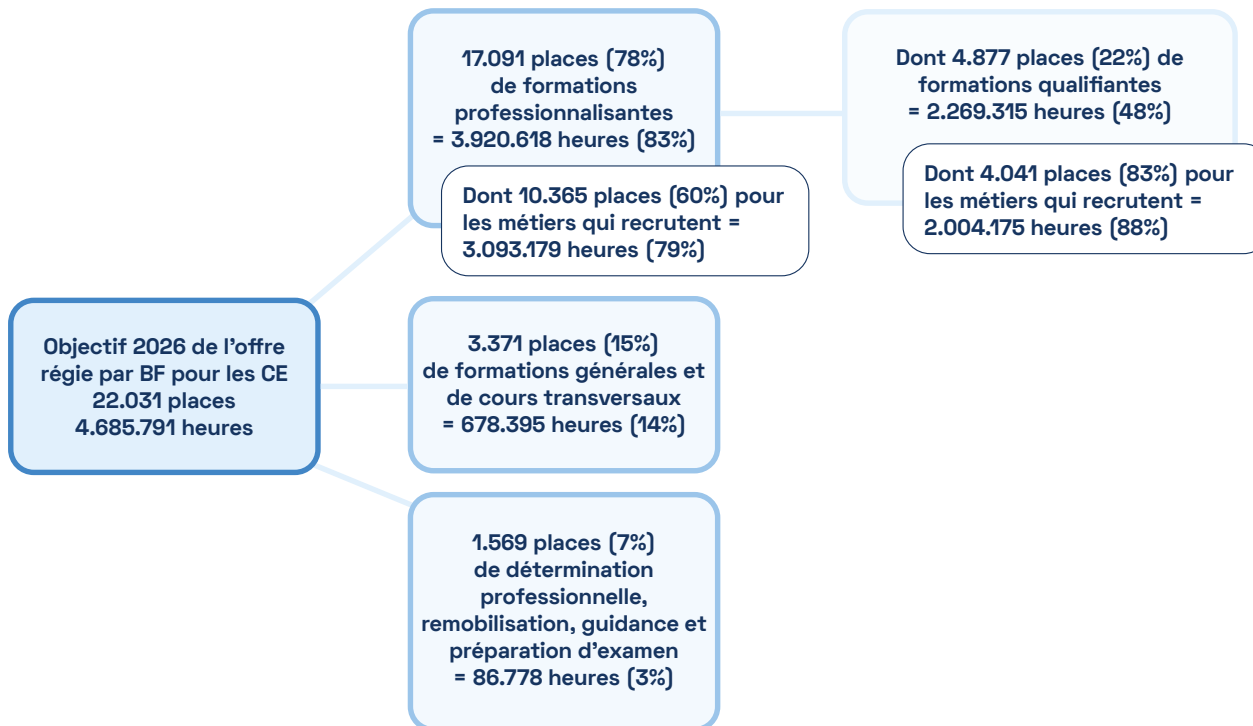 Objectif 2026 de l'offre
régie par BF pour les CE
22.031 places
4.685.791 heures
17.091 places (78%)
de formations
professionnalisantes
= 3.920.618 heures (83%)
Dont 10.365 places (60%) pour
les métiers qui recrutent =
3.093.179 heures (79%)
Dont 4.877 places (22%) de
formations qualifiantes
= 2.269.315 heures (48%)
Dont 4.041 places (83%) pour
les métiers qui recrutent =
2.004.175 heures (88%)
3.371 places (15%)
de formations générales et
de cours transversaux
= 678.395 heures (14%)
1.569 places (7%)
de détermination
professionnelle,
remobilisation, guidance et
préparation d'examen
= 86.778 heures (3%)